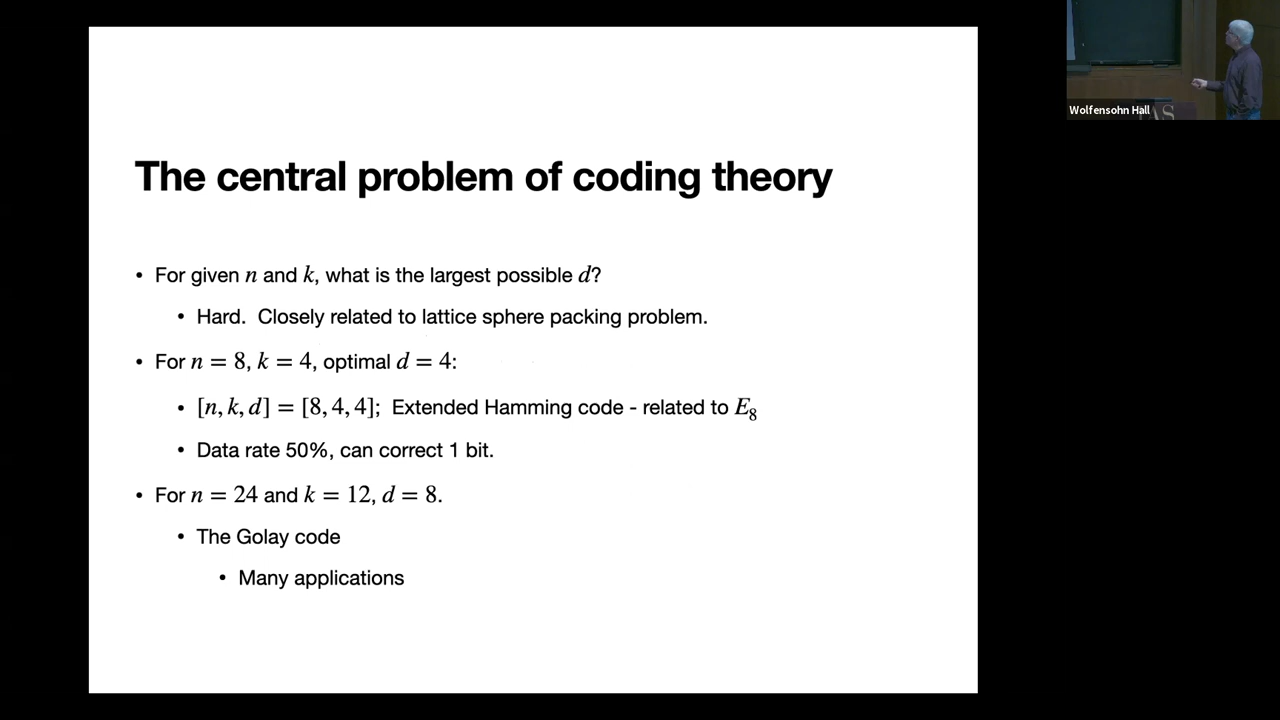 Wolfensohn Hall
IAS
The central problem of coding theory
• For given n and k, what is the largest possible d?
• Hard. Closely related to lattice sphere packing problem.
• For n = 8, k = 4, optimal d = 4:
• [n, k, d] = [8, 4, 4]; Extended Hamming code - related to E₈
• Data rate 50%, can correct 1 bit.
• For n = 24 and k = 12, d = 8.
• The Golay code
• Many applications